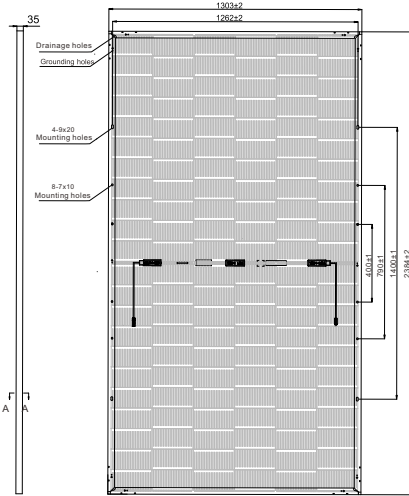 1303±2
35
1262±2
Drainage holes
Grounding holes
4-9x20
Mounting holes
8-7x10
Mounting holes
400±1
790±1
1400±1
2384±2
A
A